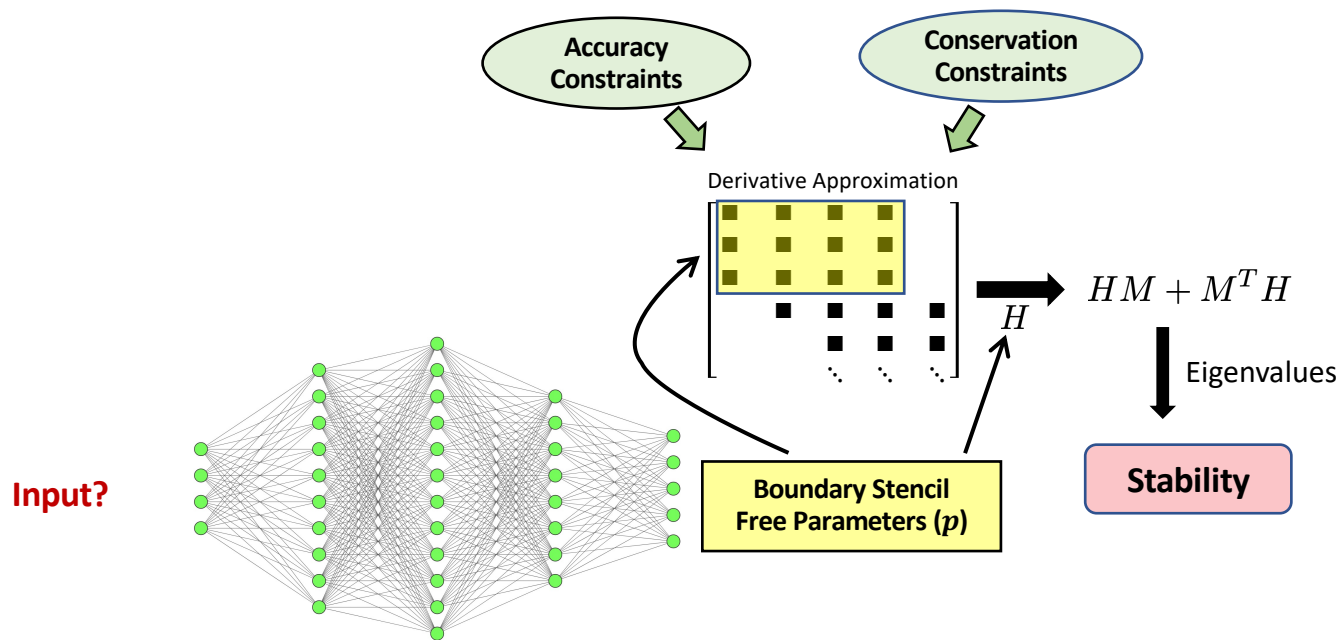 Accuracy
Constraints
Conservation
Constraints
Derivative Approximation
H
HM + M^T H
Eigenvalues
Stability
Input?
Boundary Stencil
Free Parameters (p)